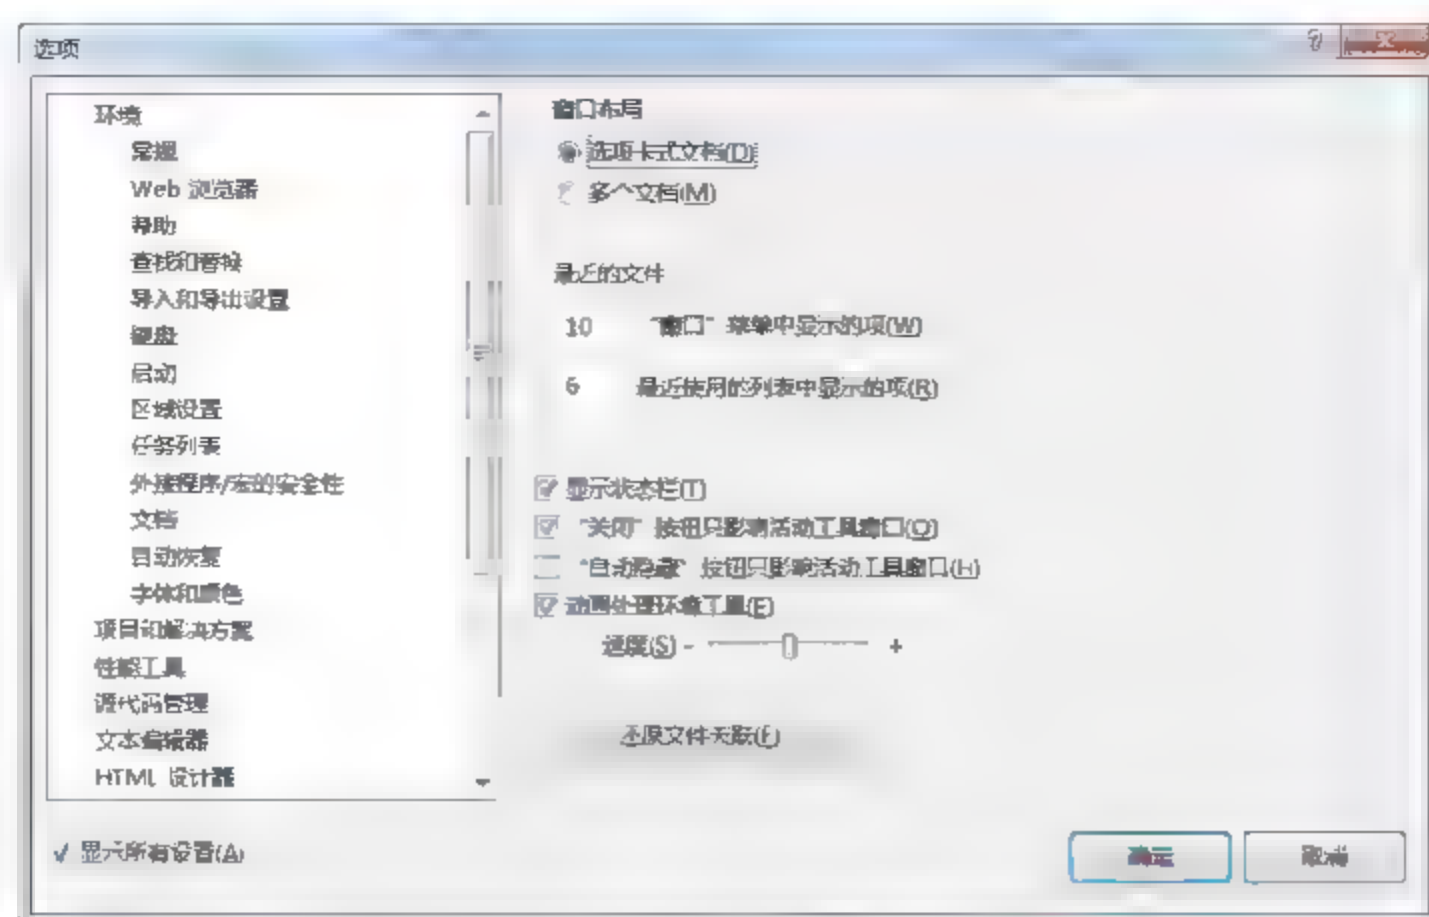 选项
环境
常规
Web 浏览器
帮助
查找和替换
导入和导出设置
键盘
启动
区域设置
任务列表
外接程序/宏的安全性
文档
自动恢复
字体和颜色
项目和解决方案
性能工具
源代码管理
文本编辑器
HTML 设计器
显示所有设置(A)
窗口布局
选项卡式文档(D)
多个文档(M)
最近的文件
10 "窗口" 菜单中显示的项(W)
6 最近使用的列表中显示的项(R)
显示状态栏(T)
"关闭" 按钮只影响活动工具窗口(O)
"自动隐藏" 按钮只影响活动工具窗口(H)
动画处理环境工具(E)
速度(S) - +
还原文件关联(F)
确定
取消